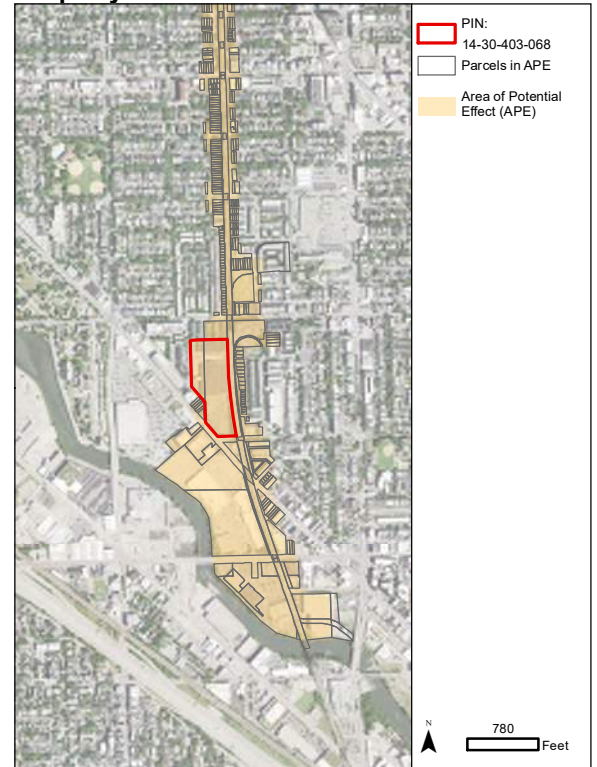 PIN:
14-30-403-068
Parcels in APE
Area of Potential
Effect (APE)
N
780
Feet